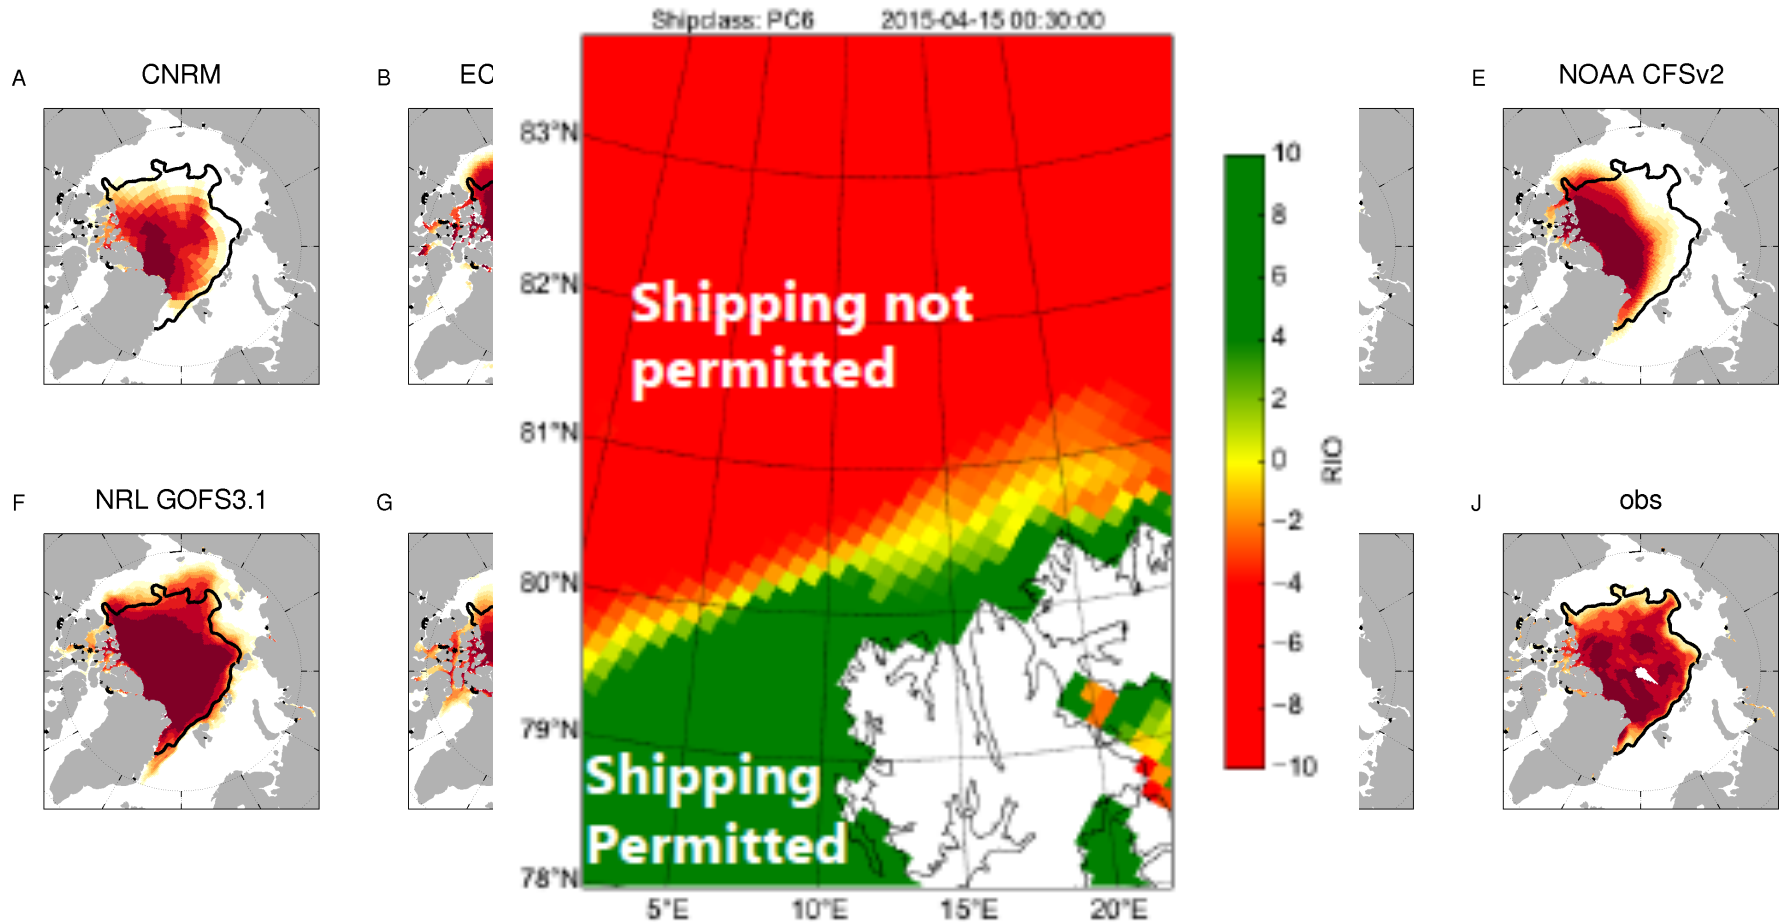 Shipclass: PC6 2015-04-15 00:30:00
A CNRM
B EC
E NOAA CFSv2
83°N
82°N
81°N
80°N
79°N
78°N
5°E 10°E 15°E 20°E
Shipping not
permitted
Shipping
Permitted
10
8
6
4
2
0
−2
−4
−6
−8
−10
RIO
F NRL GOFS3.1
G
J obs